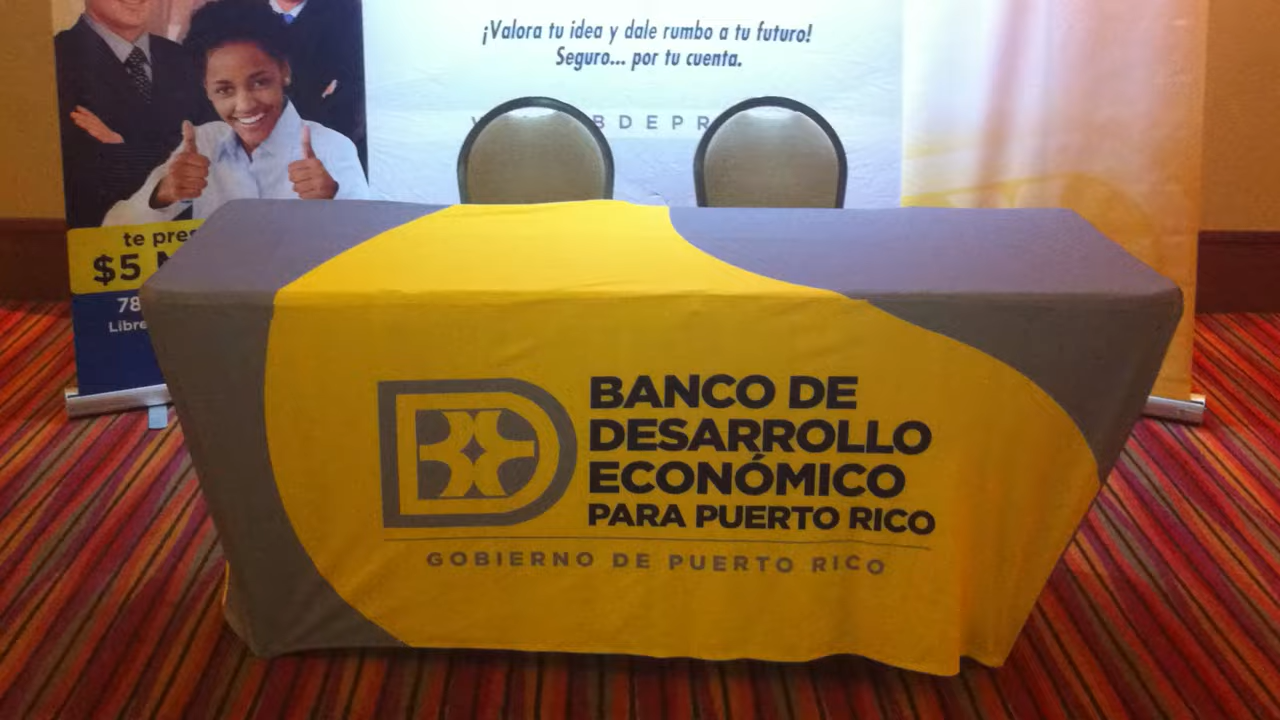 ¡Valora tu idea y dale rumbo a tu futuro!
Seguro... por tu cuenta.
BDEPR
te
$5
78
BANCO DE
DESARROLLO
ECONÓMICO
PARA PUERTO RICO
GOBIERNO DE PUERTO RICO